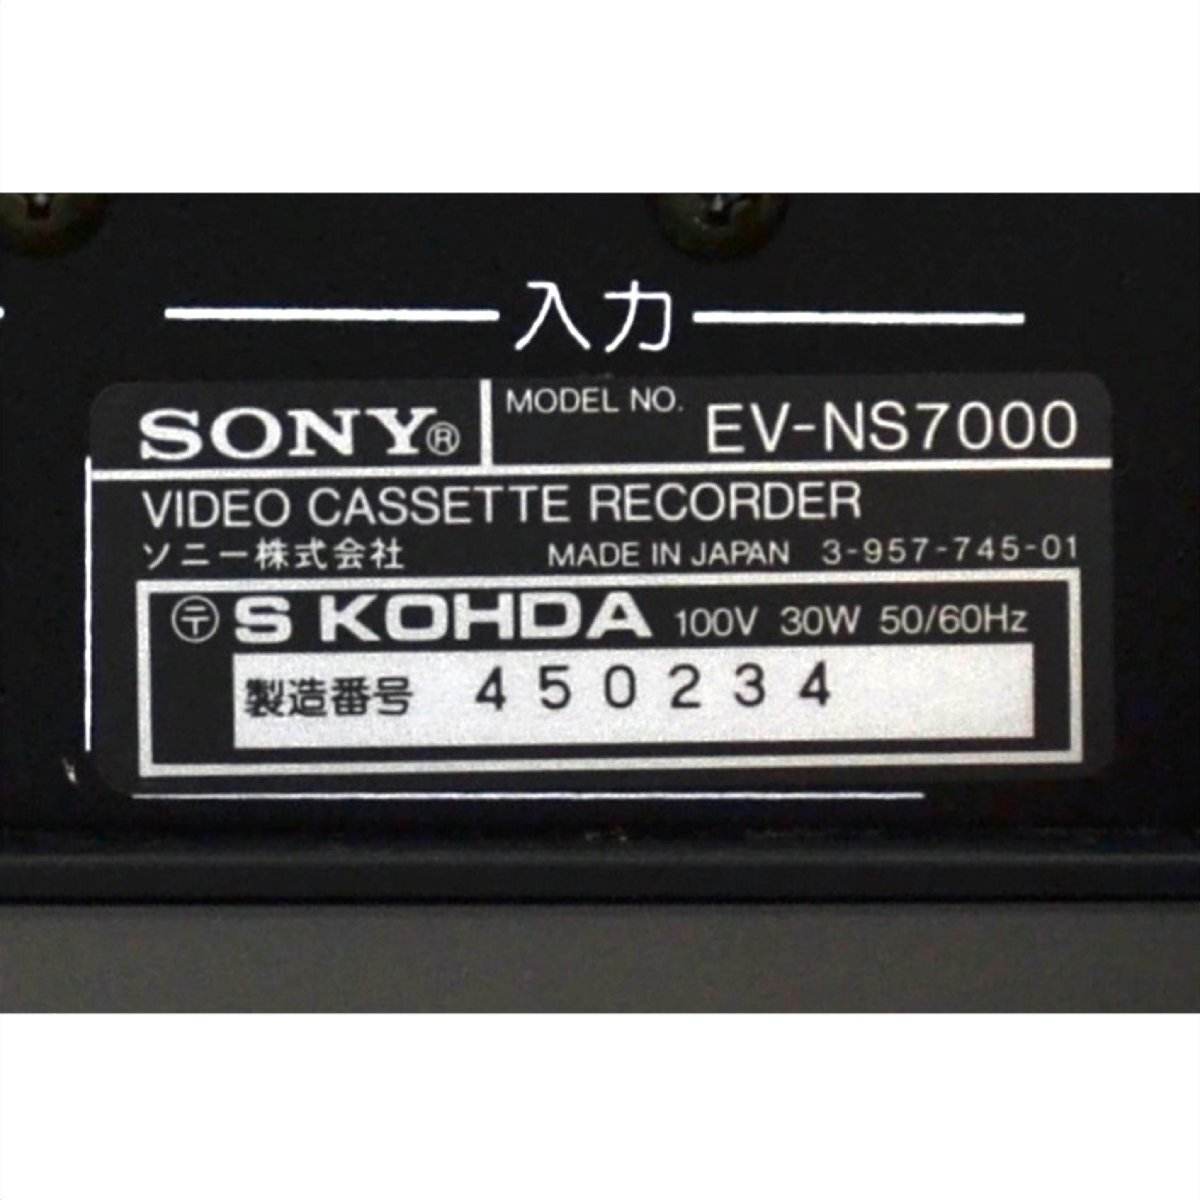 入力
SONY® MODEL NO. EV-NS7000
VIDEO CASSETTE RECORDER
ソニー株式会社 MADE IN JAPAN 3-957-745-01
〶 S KOHDA 100V 30W 50/60Hz
製造番号 450234